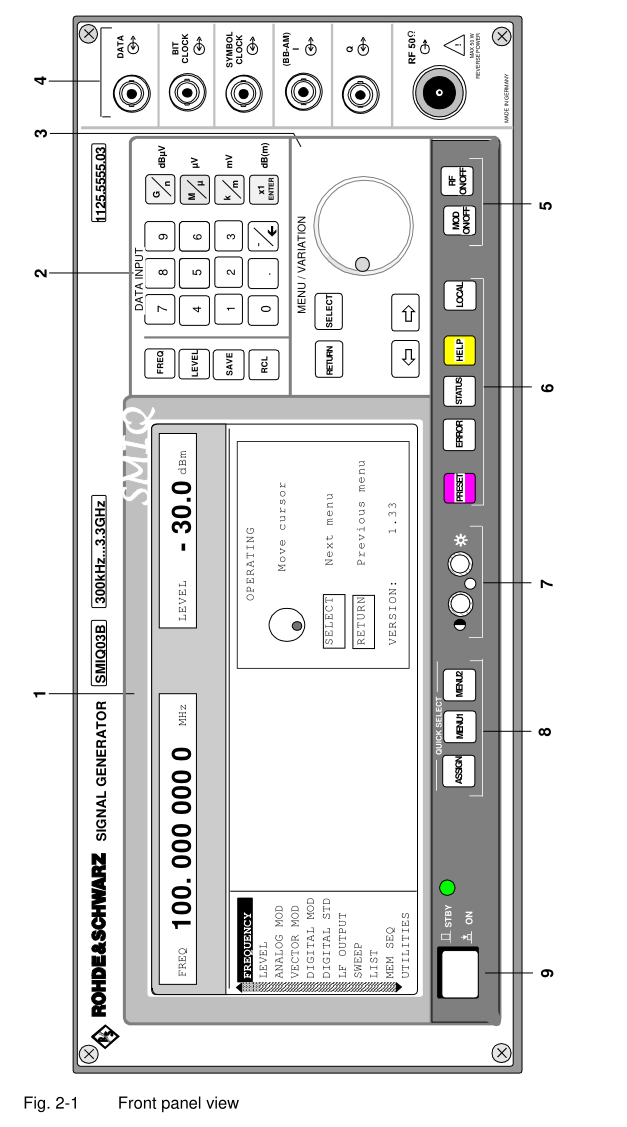 ROHDE&SCHWARZ SIGNAL GENERATOR SMIQ03B 300kHz...3.3GHz 1125.5555.03
1
2
3
4
SMIQ
FREQ 100. 000 000 0 MHz
LEVEL - 30.0 dBm
FREQUENCY
LEVEL
ANALOG MOD
VECTOR MOD
DIGITAL MOD
DIGITAL STD
LF OUTPUT
SWEEP
LIST
MEM SEQ
UTILITIES
OPERATING
Move cursor
SELECT Next menu
RETURN Previous menu
VERSION: 1.33
DATA INPUT
FREQ 7 8 9 G/n dBµV
LEVEL 4 5 6 M/µ µV
SAVE 1 2 3 k/m mV
RCL 0 . -/← x1 ENTER dB(m)
MENU / VARIATION
RETURN SELECT
DATA
BIT CLOCK
SYMBOL CLOCK
(BB-AM) I
Q
RF 50Ω
MAX 50 W
REVERSE POWER
MADE IN GERMANY
STBY
ON
QUICK SELECT
ASSIGN MENU1 MENU2
PRESET ERROR STATUS HELP LOCAL
MOD ON/OFF RF ON/OFF
9
8
7
6
5
Fig. 2-1 Front panel view